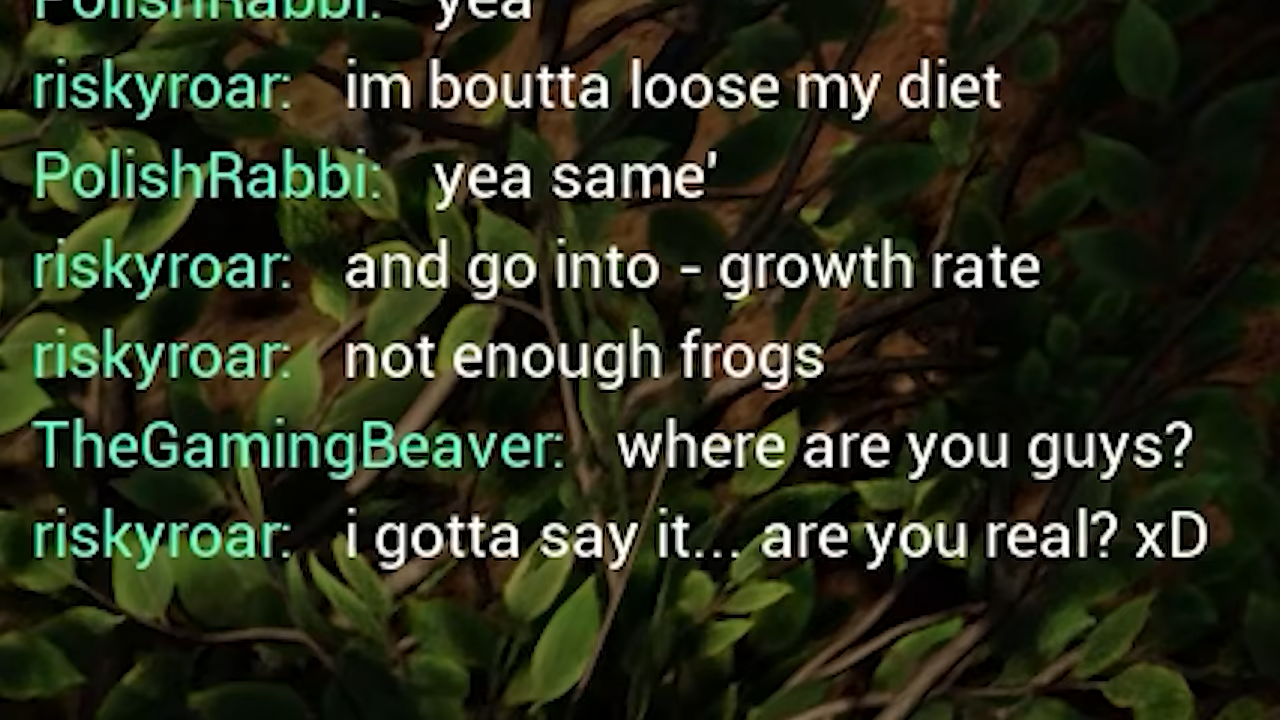 PolishRabbi: yea
riskyroar: im boutta loose my diet
PolishRabbi: yea same'
riskyroar: and go into - growth rate
riskyroar: not enough frogs
TheGamingBeaver: where are you guys?
riskyroar: i gotta say it... are you real? xD